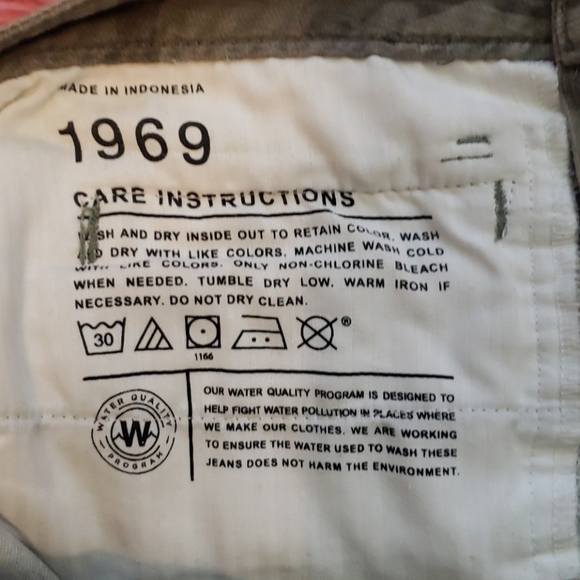 MADE IN INDONESIA
1969
CARE INSTRUCTIONS
WASH AND DRY INSIDE OUT TO RETAIN COLOR. WASH
AND DRY WITH LIKE COLORS. MACHINE WASH COLD
WITH LIKE COLORS. ONLY NON-CHLORINE BLEACH
WHEN NEEDED. TUMBLE DRY LOW. WARM IRON IF
NECESSARY. DO NOT DRY CLEAN.
30 ®
1166
WATER QUALITY PROGRAM
W
OUR WATER QUALITY PROGRAM IS DESIGNED TO
HELP FIGHT WATER POLLUTION IN PLACES WHERE
WE MAKE OUR CLOTHES. WE ARE WORKING
TO ENSURE THE WATER USED TO WASH THESE
JEANS DOES NOT HARM THE ENVIRONMENT.